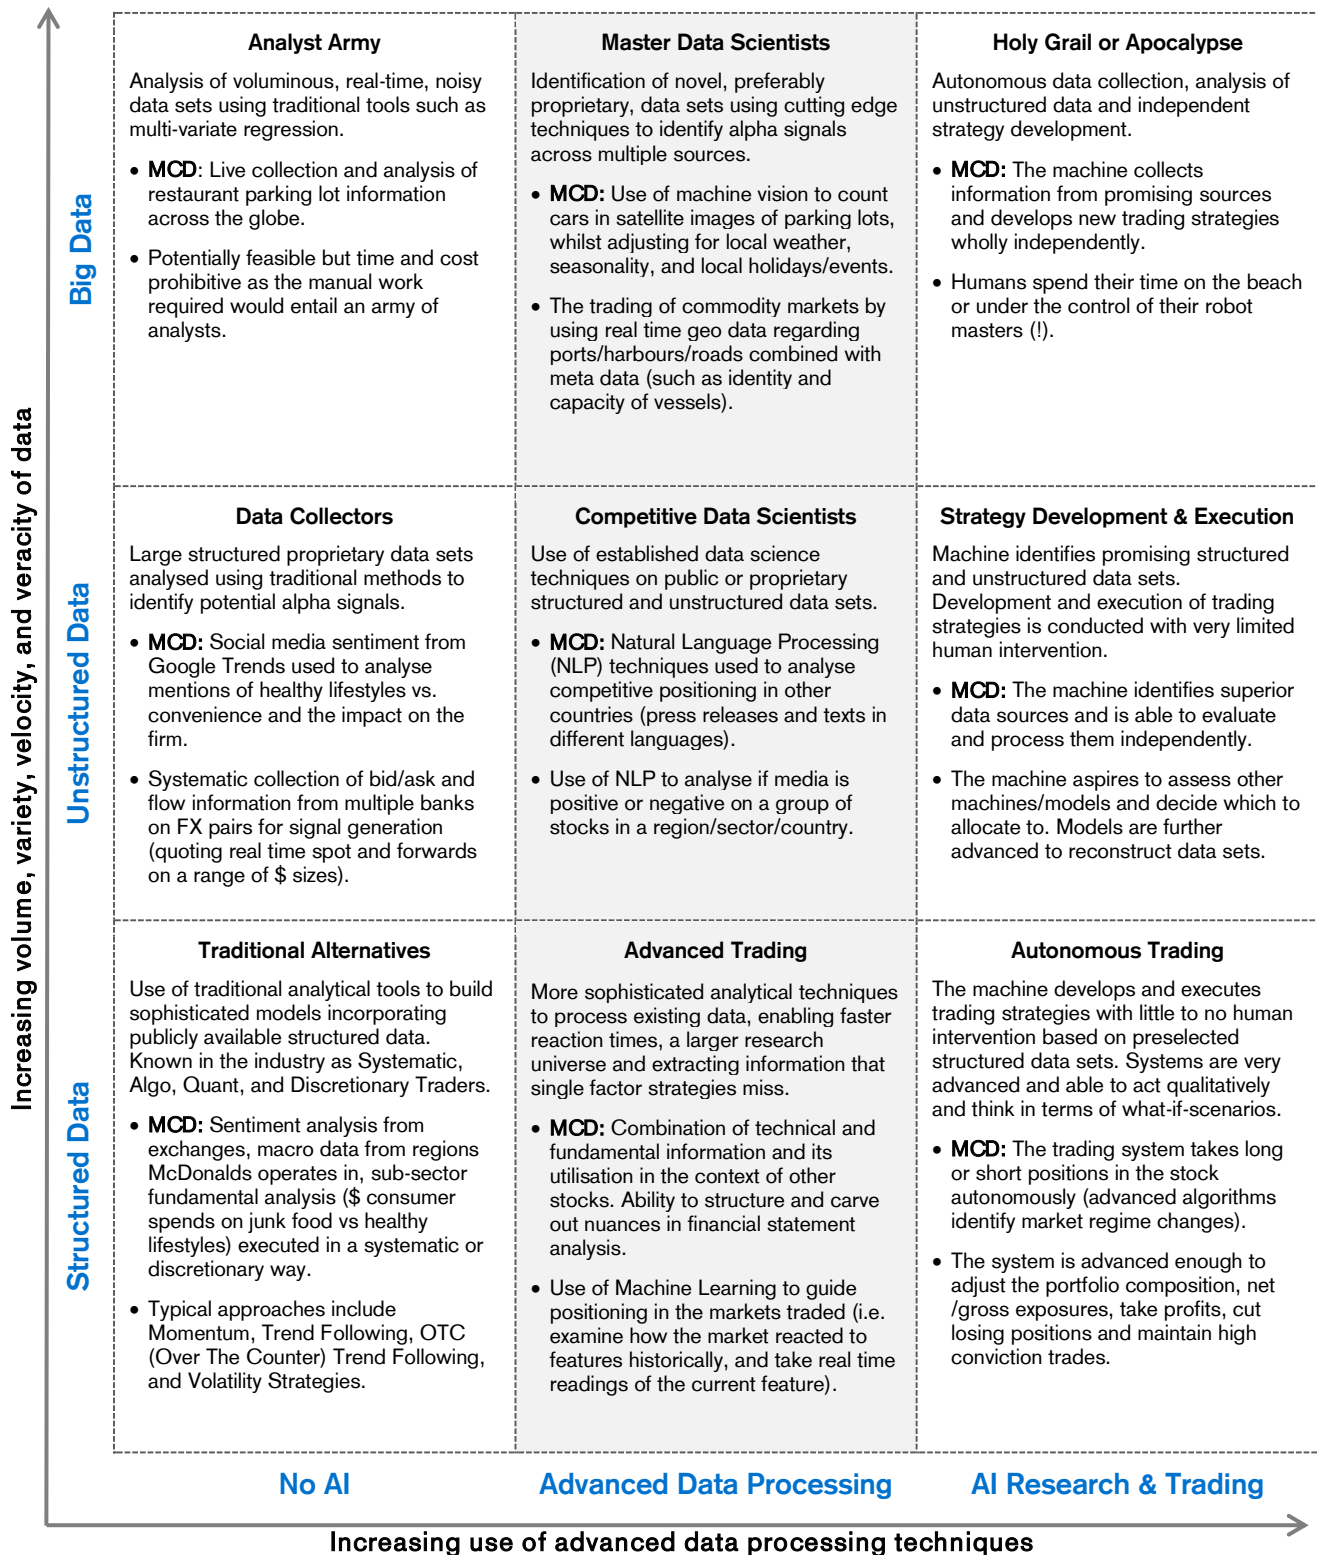 Analyst Army
Analysis of voluminous, real-time, noisy
data sets using traditional tools such as
multi-variate regression.
• MCD: Live collection and analysis of
restaurant parking lot information
across the globe.
• Potentially feasible but time and cost
prohibitive as the manual work
required would entail an army of
analysts.
Master Data Scientists
Identification of novel, preferably
proprietary, data sets using cutting edge
techniques to identify alpha signals
across multiple sources.
• MCD: Use of machine vision to count
cars in satellite images of parking lots,
whilst adjusting for local weather,
seasonality, and local holidays/events.
• The trading of commodity markets by
using real time geo data regarding
ports/harbours/roads combined with
meta data (such as identity and
capacity of vessels).
Holy Grail or Apocalypse
Autonomous data collection, analysis of
unstructured data and independent
strategy development.
• MCD: The machine collects
information from promising sources
and develops new trading strategies
wholly independently.
• Humans spend their time on the beach
or under the control of their robot
masters (!).
Big Data
Increasing volume, variety, velocity, and veracity of data
Data Collectors
Large structured proprietary data sets
analysed using traditional methods to
identify potential alpha signals.
• MCD: Social media sentiment from
Google Trends used to analyse
mentions of healthy lifestyles vs.
convenience and the impact on the
firm.
• Systematic collection of bid/ask and
flow information from multiple banks
on FX pairs for signal generation
(quoting real time spot and forwards
on a range of $ sizes).
Competitive Data Scientists
Use of established data science
techniques on public or proprietary
structured and unstructured data sets.
• MCD: Natural Language Processing
(NLP) techniques used to analyse
competitive positioning in other
countries (press releases and texts in
different languages).
• Use of NLP to analyse if media is
positive or negative on a group of
stocks in a region/sector/country.
Strategy Development & Execution
Machine identifies promising structured
and unstructured data sets.
Development and execution of trading
strategies is conducted with very limited
human intervention.
• MCD: The machine identifies superior
data sources and is able to evaluate
and process them independently.
• The machine aspires to assess other
machines/models and decide which to
allocate to. Models are further
advanced to reconstruct data sets.
Unstructured Data
Traditional Alternatives
Use of traditional analytical tools to build
sophisticated models incorporating
publicly available structured data.
Known in the industry as Systematic,
Algo, Quant, and Discretionary Traders.
• MCD: Sentiment analysis from
exchanges, macro data from regions
McDonalds operates in, sub-sector
fundamental analysis ($ consumer
spends on junk food vs healthy
lifestyles) executed in a systematic or
discretionary way.
• Typical approaches include
Momentum, Trend Following, OTC
(Over The Counter) Trend Following,
and Volatility Strategies.
Advanced Trading
More sophisticated analytical techniques
to process existing data, enabling faster
reaction times, a larger research
universe and extracting information that
single factor strategies miss.
• MCD: Combination of technical and
fundamental information and its
utilisation in the context of other
stocks. Ability to structure and carve
out nuances in financial statement
analysis.
• Use of Machine Learning to guide
positioning in the markets traded (i.e.
examine how the market reacted to
features historically, and take real time
readings of the current feature).
Autonomous Trading
The machine develops and executes
trading strategies with little to no human
intervention based on preselected
structured data sets. Systems are very
advanced and able to act qualitatively
and think in terms of what-if-scenarios.
• MCD: The trading system takes long
or short positions in the stock
autonomously (advanced algorithms
identify market regime changes).
• The system is advanced enough to
adjust the portfolio composition, net
/gross exposures, take profits, cut
losing positions and maintain high
conviction trades.
Structured Data
No AI
Advanced Data Processing
AI Research & Trading
Increasing use of advanced data processing techniques